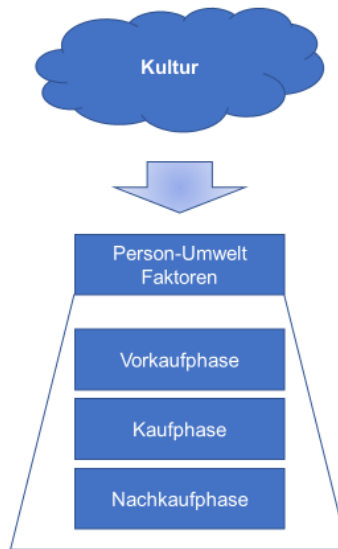 Kultur
Person-Umwelt
Faktoren
Vorkaufphase
Kaufphase
Nachkaufphase